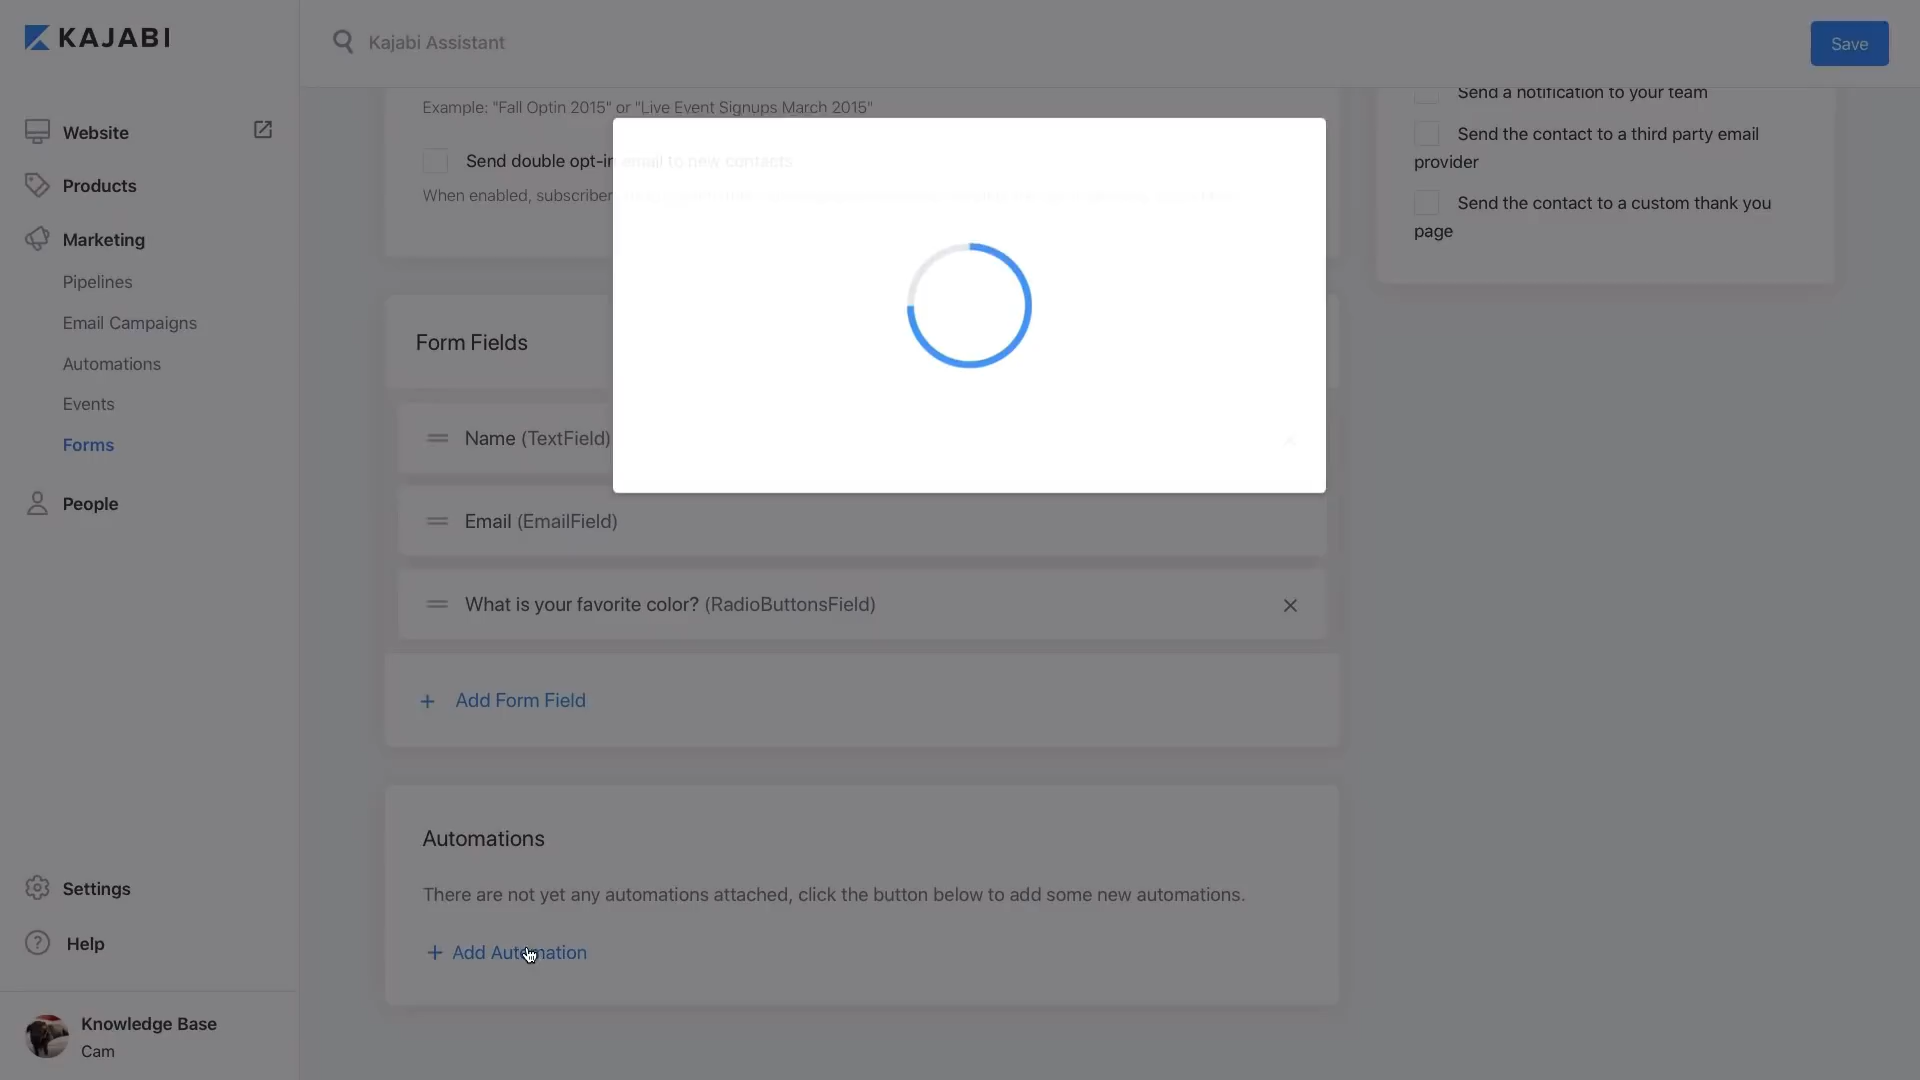 KAJABI
Kajabi Assistant
Save
Website
Products
Marketing
Pipelines
Email Campaigns
Automations
Events
Forms
People
Settings
Help
Knowledge Base
Cam
Example: "Fall Optin 2015" or "Live Event Signups March 2015"
Send double opt-in email to new contacts
When enabled, subscriber
Form Fields
Name (TextField)
Email (EmailField)
What is your favorite color? (RadioButtonsField)
+ Add Form Field
Automations
There are not yet any automations attached, click the button below to add some new automations.
+ Add Automation
Send a notification to your team
Send the contact to a third party email
provider
Send the contact to a custom thank you
page